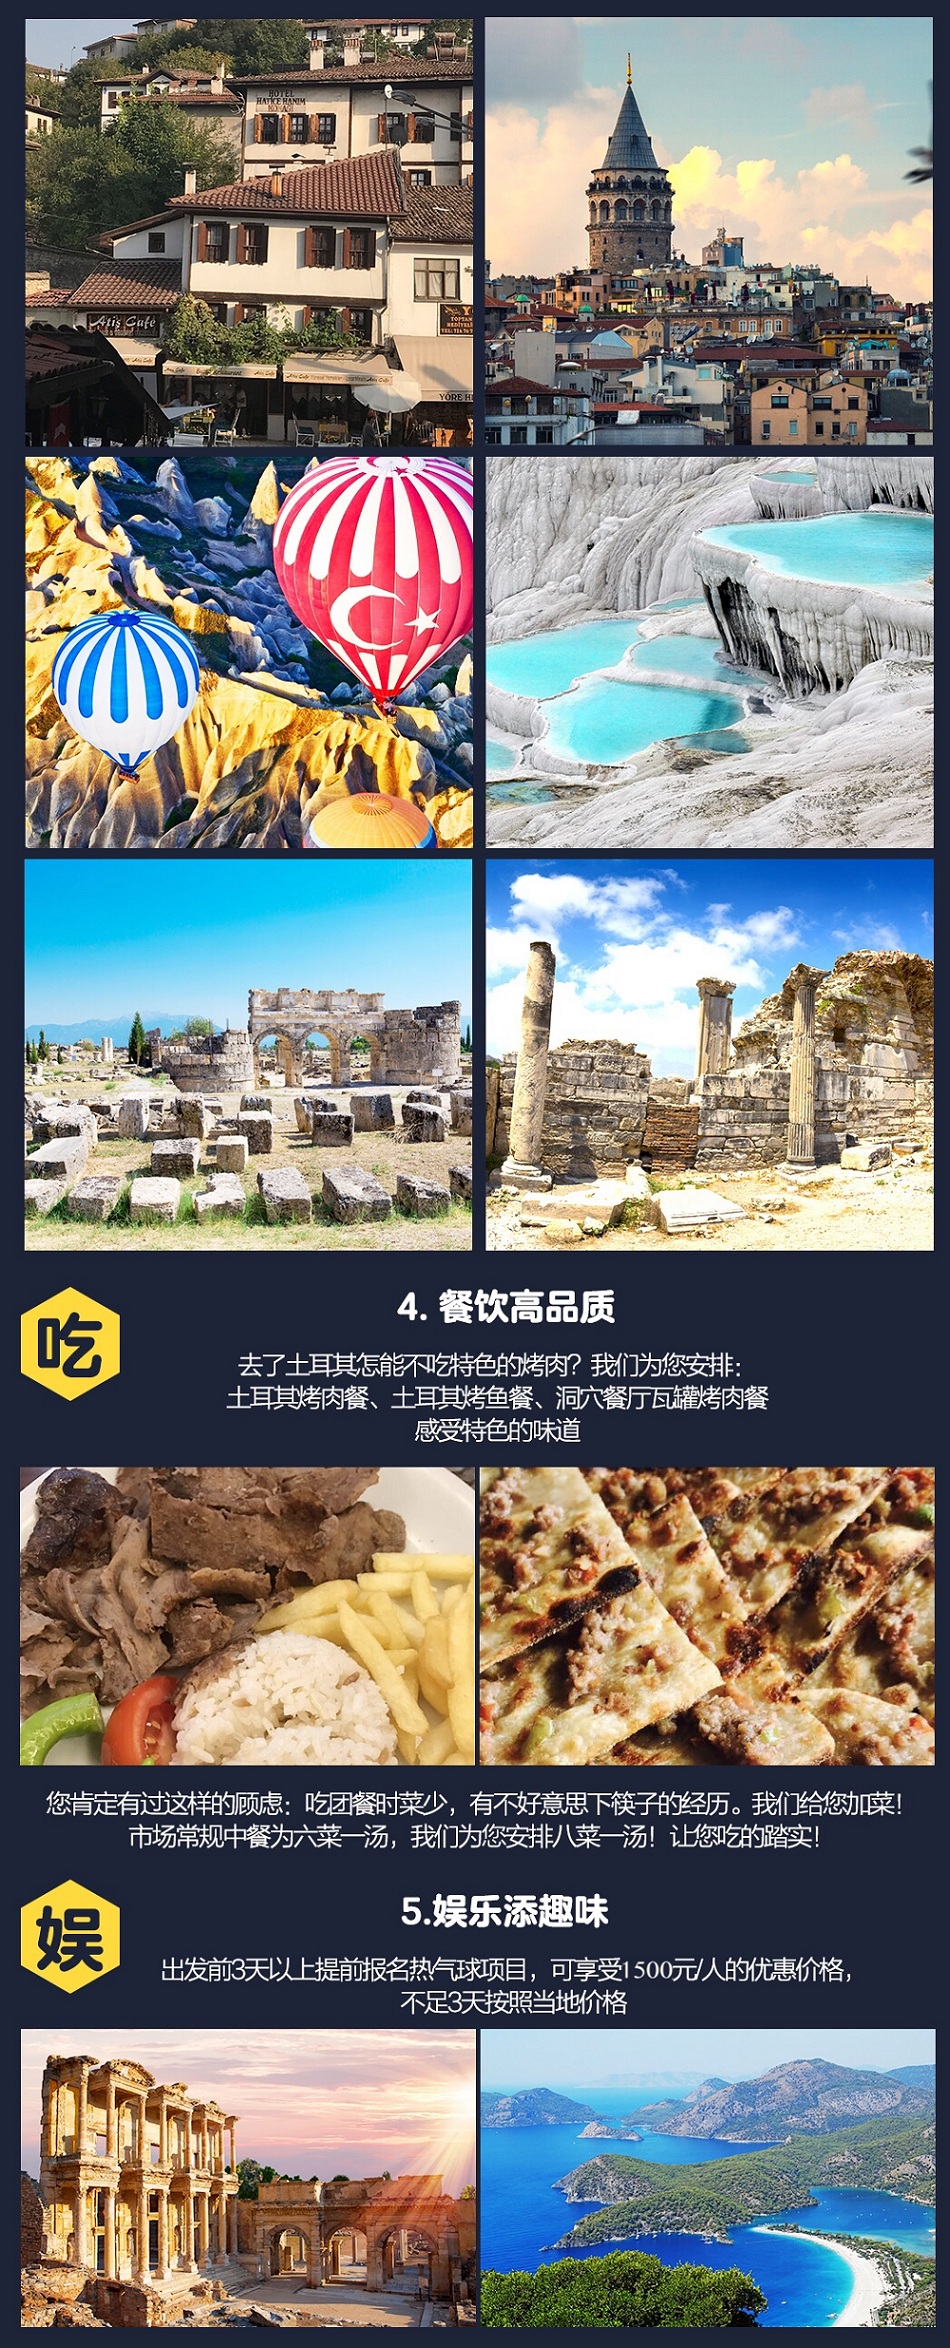 HOTEL
HATİCE HANIM
KONAĞI
Atış Cafe
YÖRE
吃
4. 餐饮高品质
去了土耳其怎能不吃特色的烤肉？我们为您安排：
土耳其烤肉餐、土耳其烤鱼餐、洞穴餐厅瓦罐烤肉餐
感受特色的味道
您肯定有过这样的顾虑：吃团餐时菜少，有不好意思下筷子的经历。我们给您加菜！
市场常规中餐为六菜一汤，我们为您安排八菜一汤！让您吃的踏实！
娱
5.娱乐添趣味
出发前3天以上提前报名热气球项目，可享受1500元/人的优惠价格，
不足3天按照当地价格